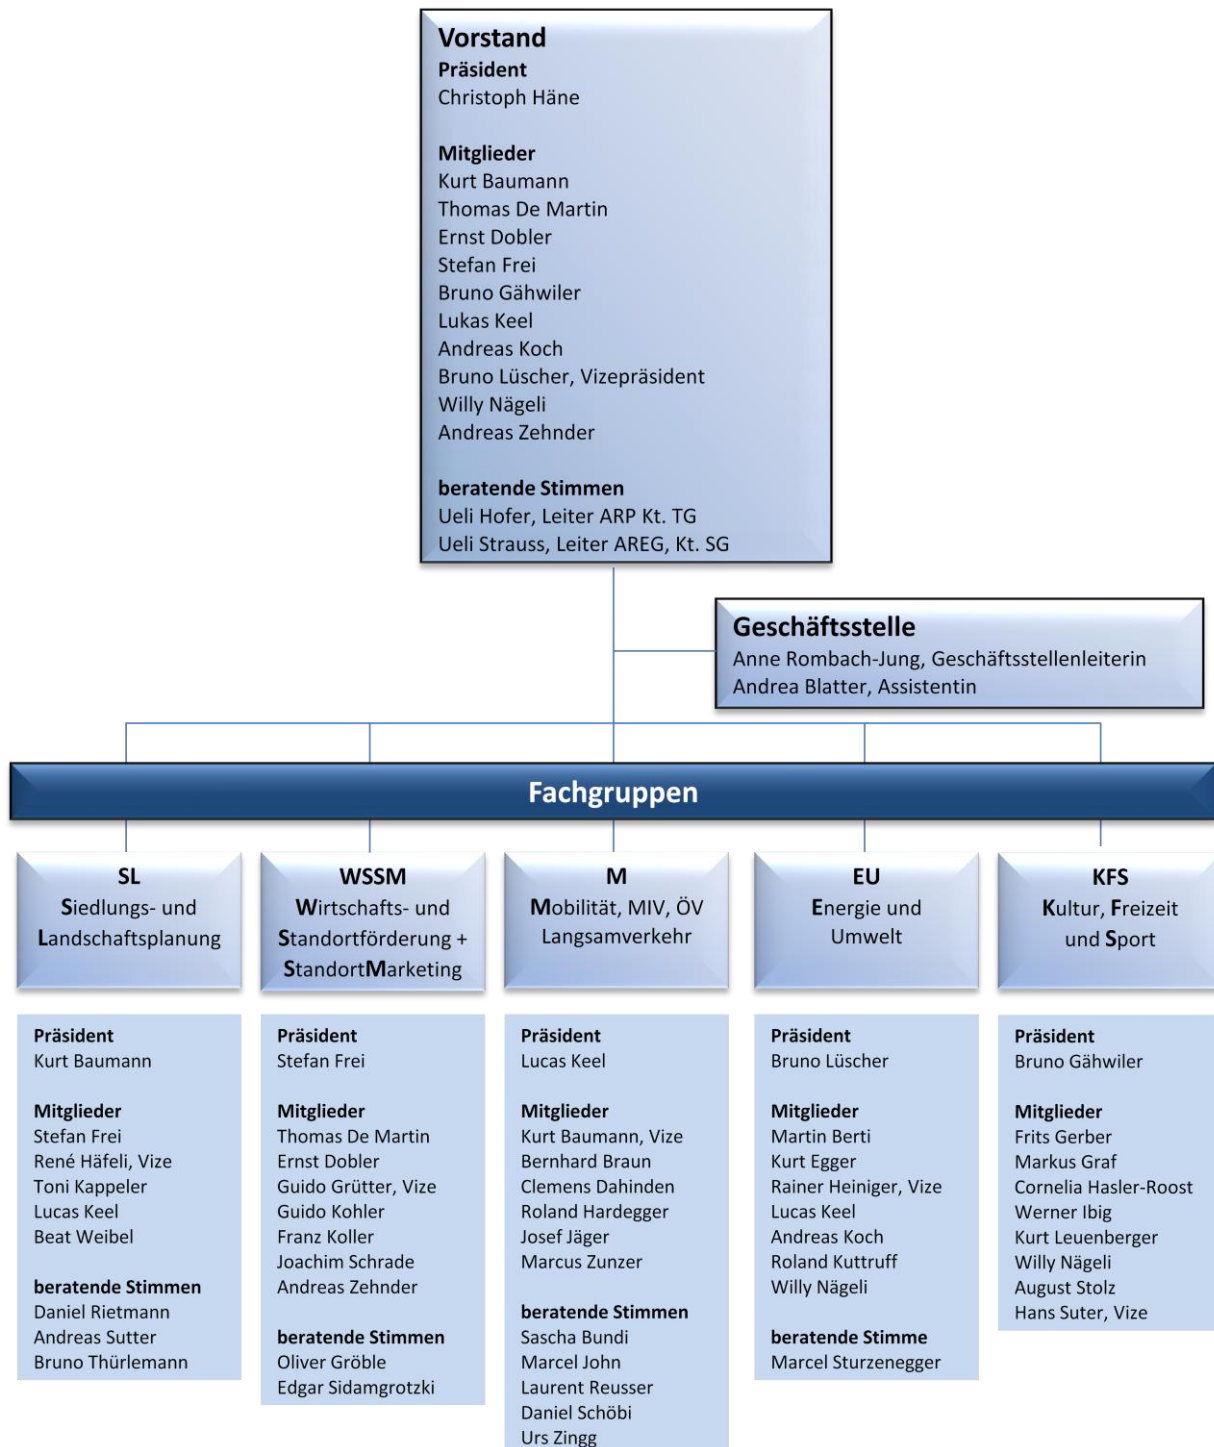 Vorstand
Präsident
Christoph Häne
Mitglieder
Kurt Baumann
Thomas De Martin
Ernst Dobler
Stefan Frei
Bruno Gähwiler
Lukas Keel
Andreas Koch
Bruno Lüscher, Vizepräsident
Willy Nägeli
Andreas Zehnder
beratende Stimmen
Ueli Hofer, Leiter ARP Kt. TG
Ueli Strauss, Leiter AREG, Kt. SG
Geschäftsstelle
Anne Rombach-Jung, Geschäftsstellenleiterin
Andrea Blatter, Assistentin
Fachgruppen
SL
Siedlungs- und
Landschaftsplanung
WSSM
Wirtschafts- und
Standortförderung +
StandortMarketing
M
Mobilität, MIV, ÖV
Langsamverkehr
EU
Energie und
Umwelt
KFS
Kultur, Freizeit
und Sport
Präsident
Kurt Baumann
Mitglieder
Stefan Frei
René Häfeli, Vize
Toni Kappeler
Lucas Keel
Beat Weibel
beratende Stimmen
Daniel Rietmann
Andreas Sutter
Bruno Thürlemann
Präsident
Stefan Frei
Mitglieder
Thomas De Martin
Ernst Dobler
Guido Grütter, Vize
Guido Kohler
Franz Koller
Joachim Schrade
Andreas Zehnder
beratende Stimmen
Oliver Gröble
Edgar Sidamgrotzki
Präsident
Lucas Keel
Mitglieder
Kurt Baumann, Vize
Bernhard Braun
Clemens Dahinden
Roland Hardegger
Josef Jäger
Marcus Zunzer
beratende Stimmen
Sascha Bundi
Marcel John
Laurent Reusser
Daniel Schöbi
Urs Zingg
Präsident
Bruno Lüscher
Mitglieder
Martin Berti
Kurt Egger
Rainer Heiniger, Vize
Lucas Keel
Andreas Koch
Roland Kuttruff
Willy Nägeli
beratende Stimme
Marcel Sturzenegger
Präsident
Bruno Gähwiler
Mitglieder
Frits Gerber
Markus Graf
Cornelia Hasler-Roost
Werner Ibig
Kurt Leuenberger
Willy Nägeli
August Stolz
Hans Suter, Vize